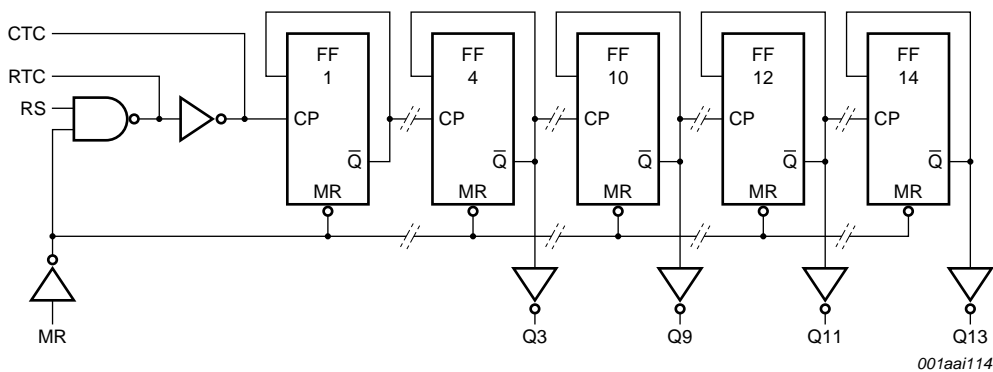 CTC
RTC
RS
FF
1
CP
Q̅
MR
FF
4
CP
Q̅
MR
FF
10
CP
Q̅
MR
FF
12
CP
Q̅
MR
FF
14
CP
Q̅
MR
MR
Q3
Q9
Q11
Q13
001aai114